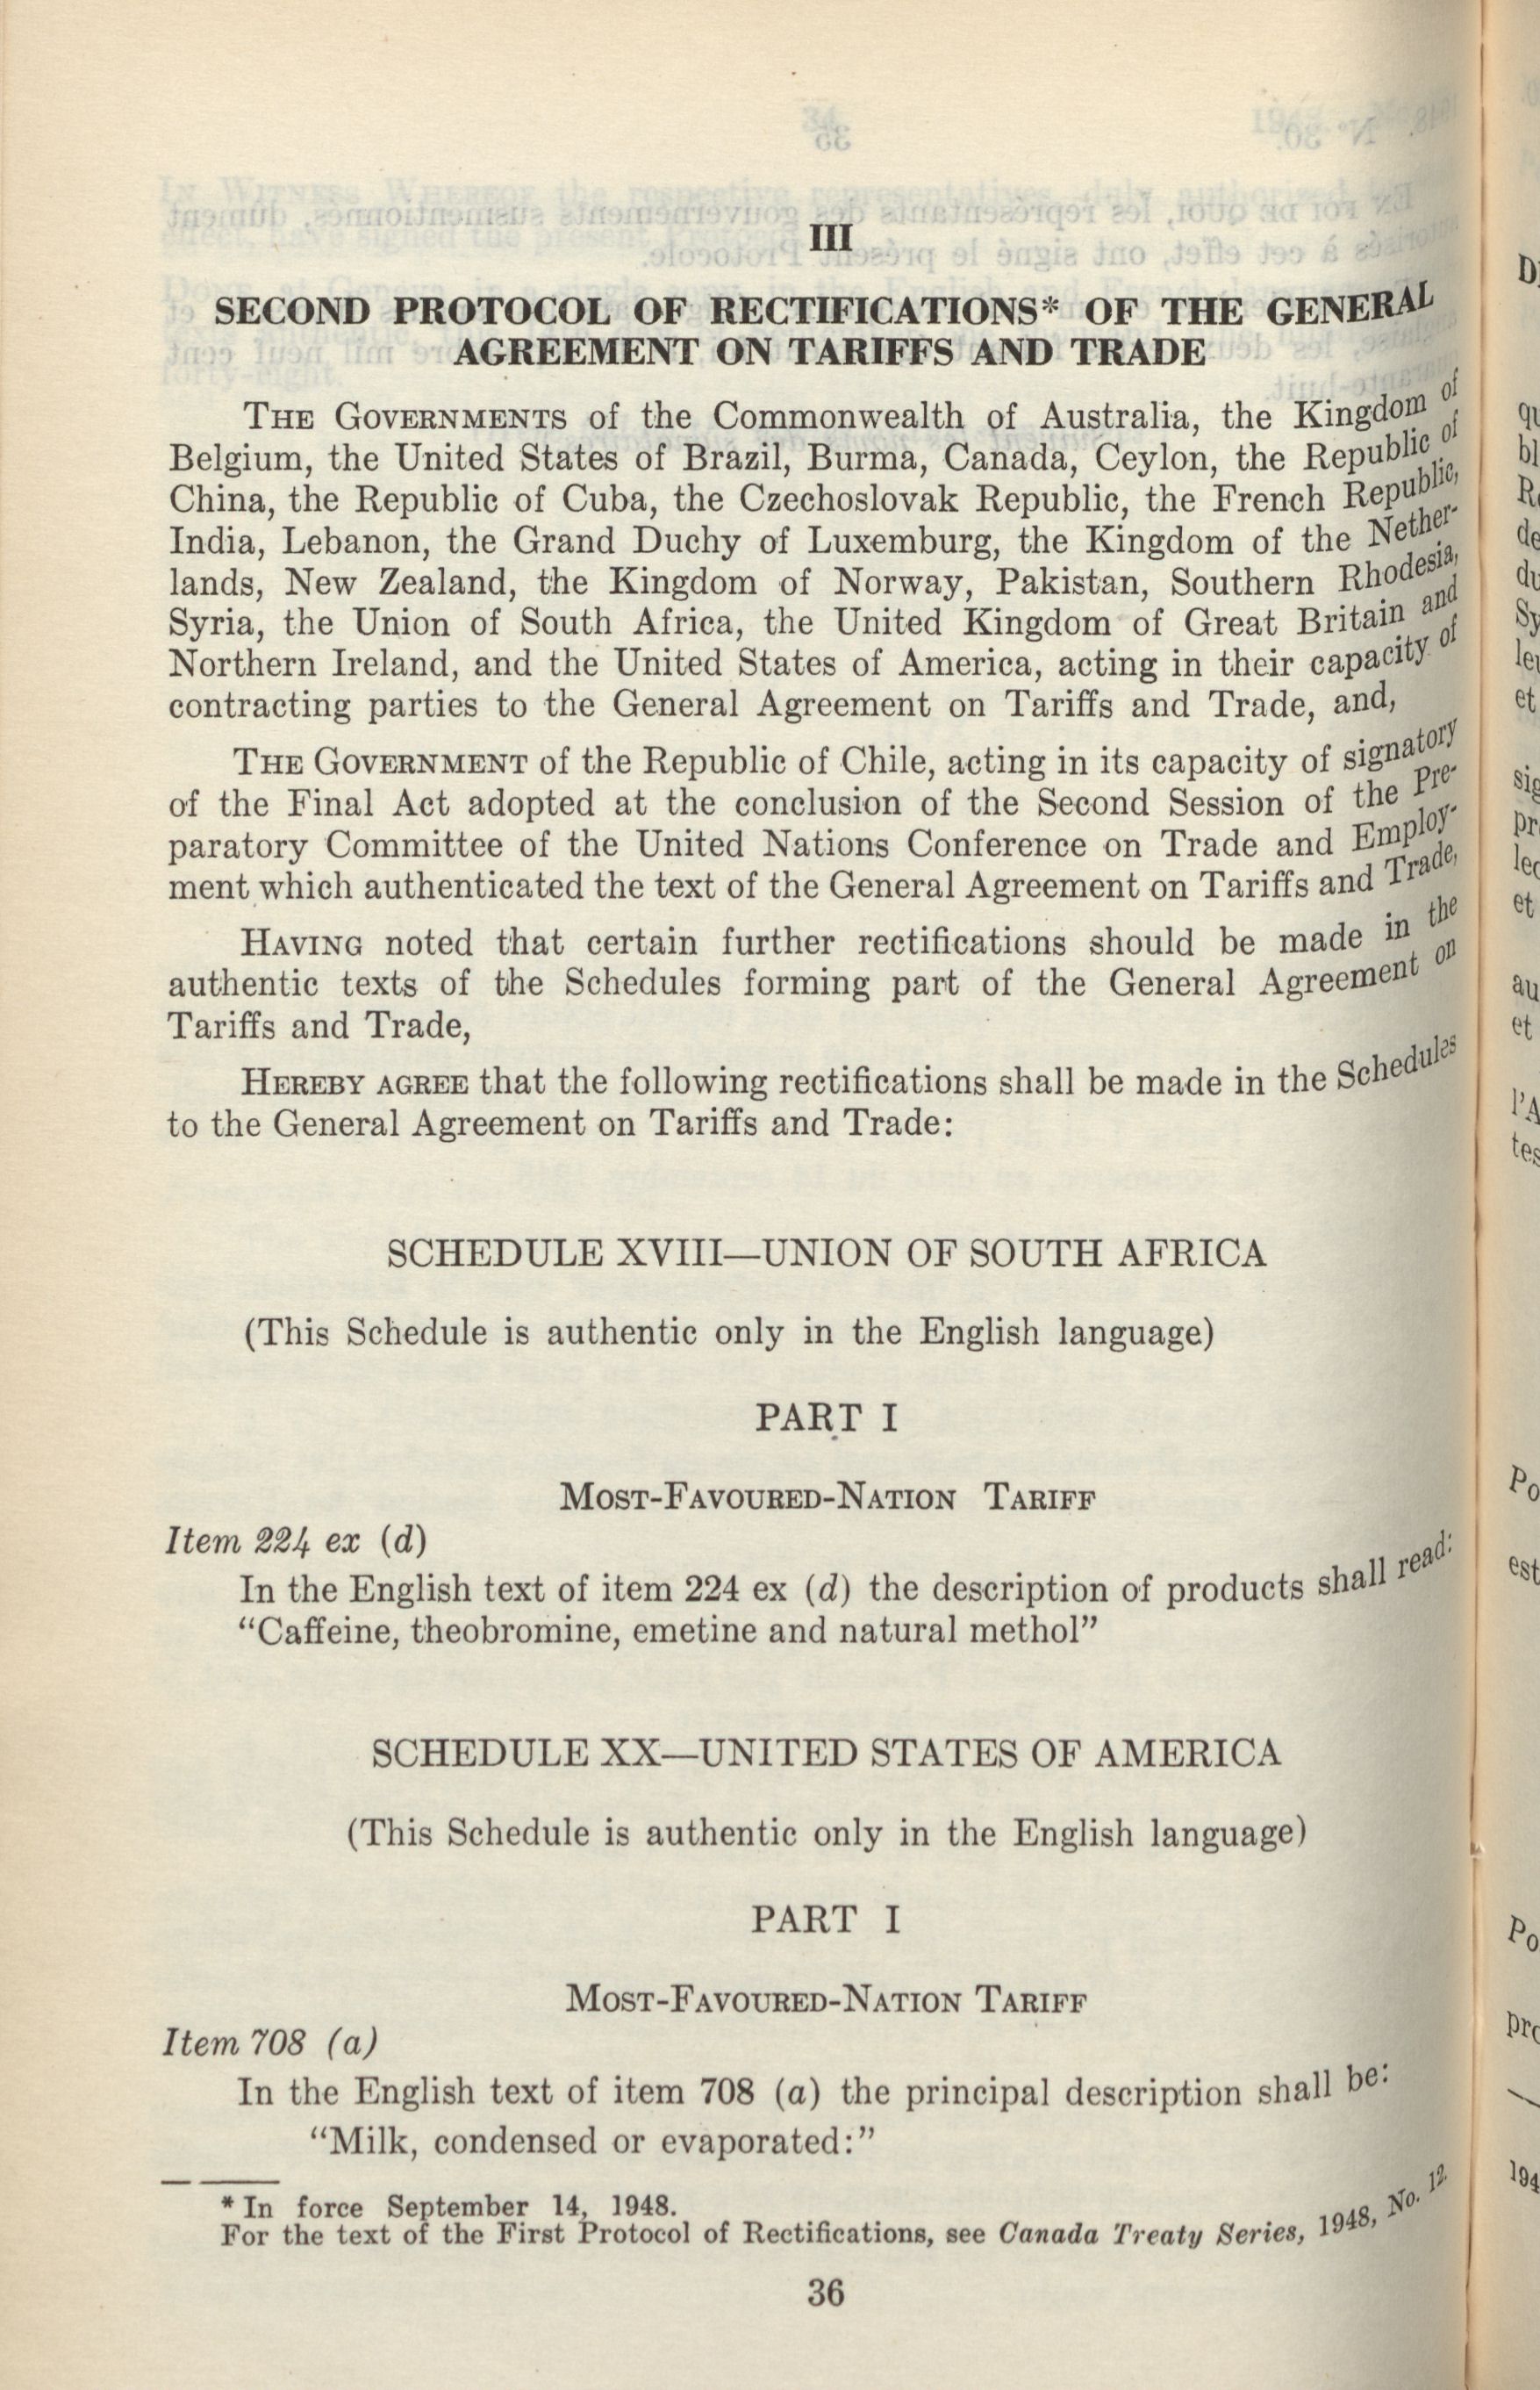 III
SECOND PROTOCOL OF RECTIFICATIONS* OF THE GENERAL
AGREEMENT ON TARIFFS AND TRADE
THE GOVERNMENTS of the Commonwealth of Australia, the Kingdom of
Belgium, the United States of Brazil, Burma, Canada, Ceylon, the Republic of
China, the Republic of Cuba, the Czechoslovak Republic, the French Republic,
India, Lebanon, the Grand Duchy of Luxemburg, the Kingdom of the Nether-
lands, New Zealand, the Kingdom of Norway, Pakistan, Southern Rhodesia,
Syria, the Union of South Africa, the United Kingdom of Great Britain and
Northern Ireland, and the United States of America, acting in their capacity of
contracting parties to the General Agreement on Tariffs and Trade, and,
THE GOVERNMENT of the Republic of Chile, acting in its capacity of signatory
of the Final Act adopted at the conclusion of the Second Session of the Pre-
paratory Committee of the United Nations Conference on Trade and Employ-
ment which authenticated the text of the General Agreement on Tariffs and Trade,
HAVING noted that certain further rectifications should be made in the
authentic texts of the Schedules forming part of the General Agreement on
Tariffs and Trade,
HEREBY AGREE that the following rectifications shall be made in the Schedules
to the General Agreement on Tariffs and Trade:
SCHEDULE XVIII—UNION OF SOUTH AFRICA
(This Schedule is authentic only in the English language)
PART I
MOST-FAVOURED-NATION TARIFF
Item 224 ex (d)
In the English text of item 224 ex (d) the description of products shall read:
“Caffeine, theobromine, emetine and natural methol”
SCHEDULE XX—UNITED STATES OF AMERICA
(This Schedule is authentic only in the English language)
PART I
MOST-FAVOURED-NATION TARIFF
Item 708 (a)
In the English text of item 708 (a) the principal description shall be:
“Milk, condensed or evaporated:”
* In force September 14, 1948.
For the text of the First Protocol of Rectifications, see Canada Treaty Series, 1948, No. 12.
36